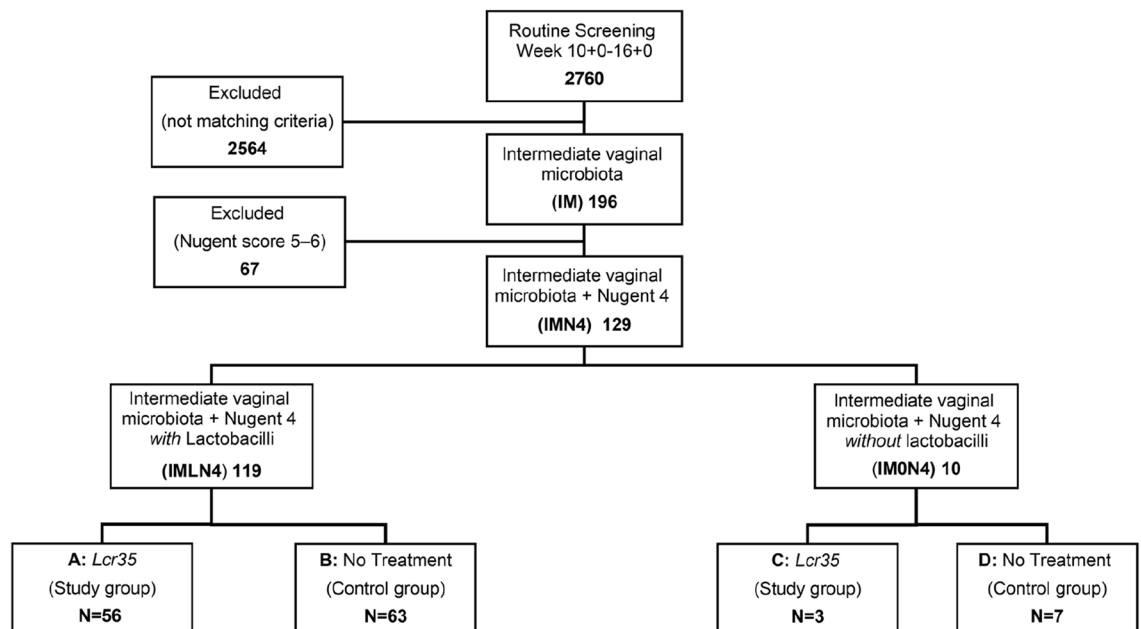 Routine Screening
Week 10+0-16+0
2760
Excluded
(not matching criteria)
2564
Intermediate vaginal
microbiota
(IM) 196
Excluded
(Nugent score 5–6)
67
Intermediate vaginal
microbiota + Nugent 4
(IMN4) 129
Intermediate vaginal
microbiota + Nugent 4
with Lactobacilli
(IMLN4) 119
Intermediate vaginal
microbiota + Nugent 4
without lactobacilli
(IM0N4) 10
A: Lcr35
(Study group)
N=56
B: No Treatment
(Control group)
N=63
C: Lcr35
(Study group)
N=3
D: No Treatment
(Control group)
N=7